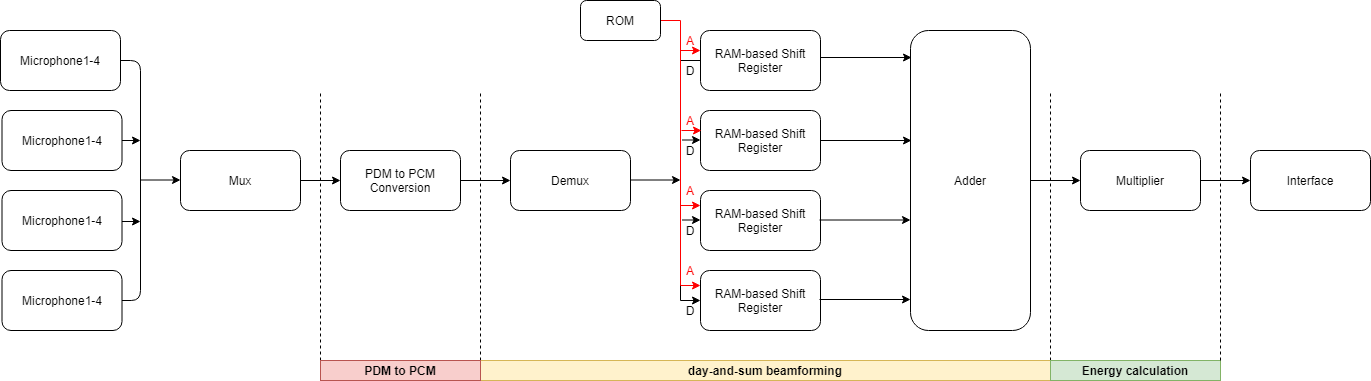 ROM
Microphone1-4
Microphone1-4
Microphone1-4
Microphone1-4
Mux
PDM to PCM
Conversion
Demux
A
D
RAM-based Shift
Register
A
D
RAM-based Shift
Register
A
D
RAM-based Shift
Register
A
D
RAM-based Shift
Register
Adder
Multiplier
Interface
PDM to PCM
day-and-sum beamforming
Energy calculation